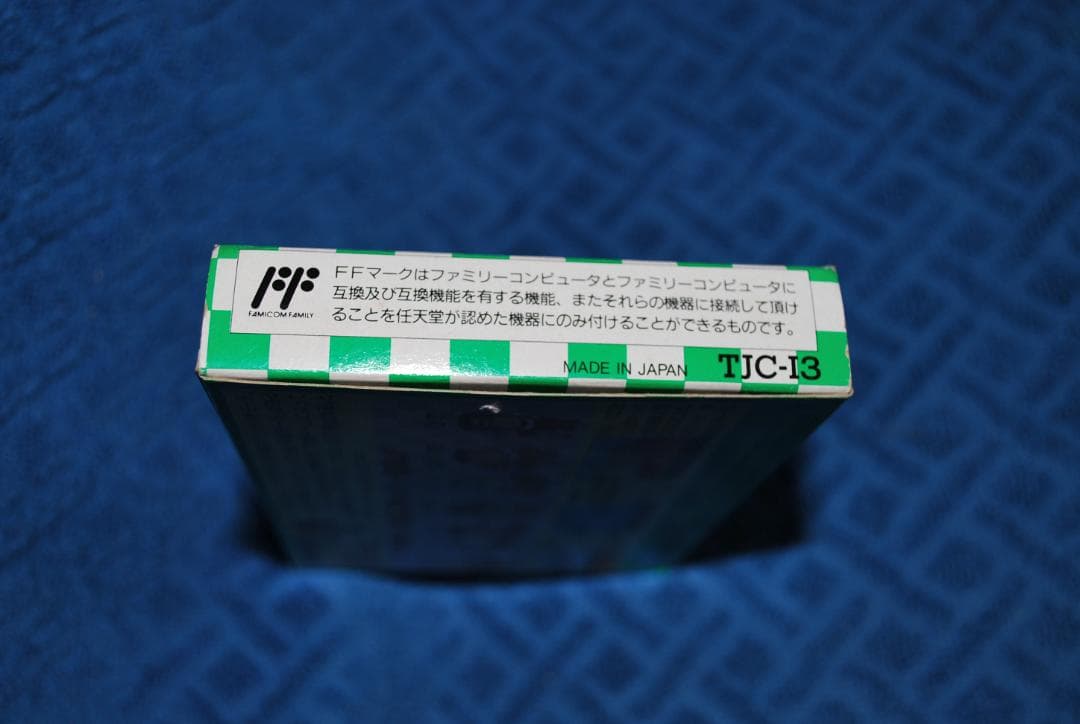 FFマークはファミリーコンピュータとファミリーコンピュータに
互換及び互換機能を有する機能、またそれらの機器に接続して頂け
ることを任天堂が認めた機器にのみ付けることができるものです。
FF
FAMICOM FAMILY
MADE IN JAPAN TJC-I3